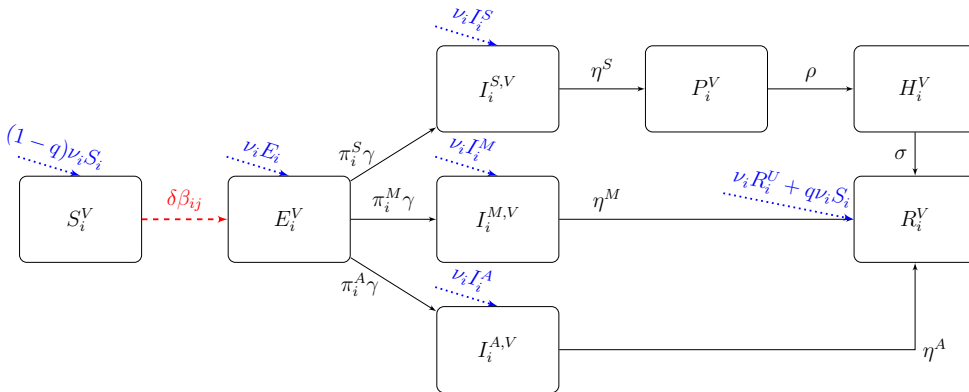 ν_i I_i^S
I_i^{S,V}
η^S
P_i^V
ρ
H_i^V
(1 − q)ν_i S_i
ν_i E_i
π_i^S γ
ν_i I_i^M
σ
ν_i R_i^U + qν_i S_i
S_i^V
δβ_{ij}
E_i^V
π_i^M γ
I_i^{M,V}
η^M
R_i^V
π_i^A γ
ν_i I_i^A
I_i^{A,V}
η^A